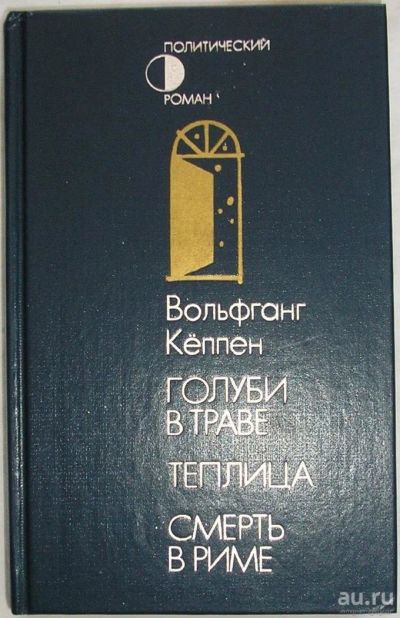 ПОЛИТИЧЕСКИЙ
РОМАН
Вольфганг
Кёппен
ГОЛУБИ
В ТРАВЕ
ТЕПЛИЦА
СМЕРТЬ
В РИМЕ
au.ru